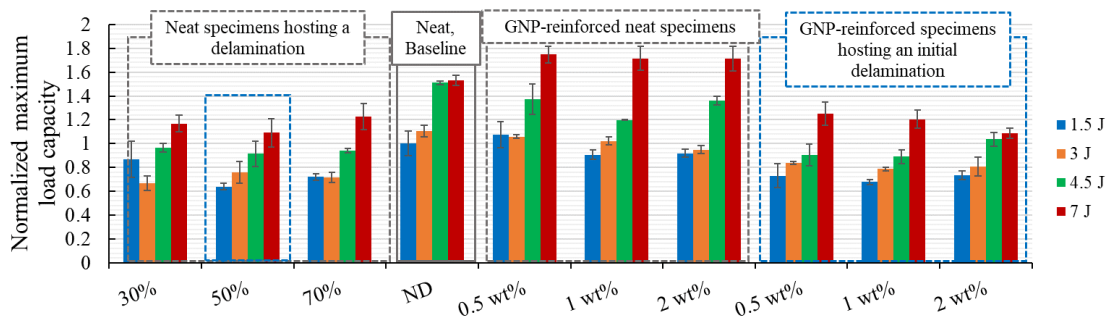 Neat specimens hosting a
delamination
Neat,
Baseline
GNP-reinforced neat specimens
GNP-reinforced specimens
hosting an initial
delamination
Normalized maximum
load capacity
2
1.8
1.6
1.4
1.2
1
0.8
0.6
0.4
0.2
0
30%
50%
70%
ND
0.5 wt%
1 wt%
2 wt%
0.5 wt%
1 wt%
2 wt%
1.5 J
3 J
4.5 J
7 J